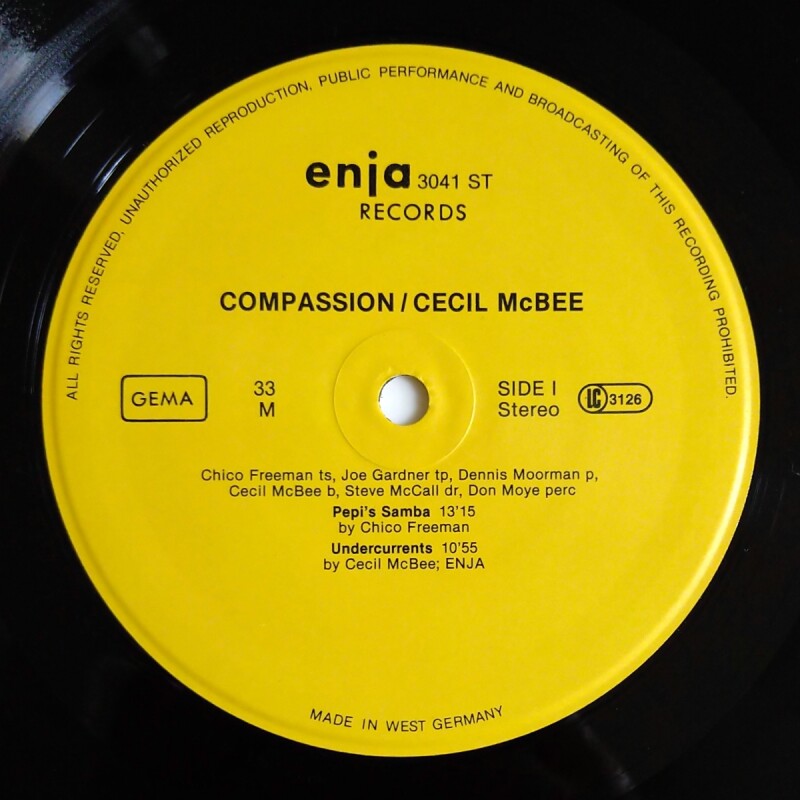 ALL RIGHTS RESERVED, UNAUTHORIZED REPRODUCTION, PUBLIC PERFORMANCE AND BROADCASTING OF THIS RECORDING PROHIBITED.
enja 3041 ST
RECORDS
COMPASSION / CECIL McBEE
GEMA
33
M
SIDE I
Stereo
LC 3126
Chico Freeman ts, Joe Gardner tp, Dennis Moorman p,
Cecil McBee b, Steve McCall dr, Don Moye perc
Pepi's Samba 13'15
by Chico Freeman
Undercurrents 10'55
by Cecil McBee; ENJA
MADE IN WEST GERMANY